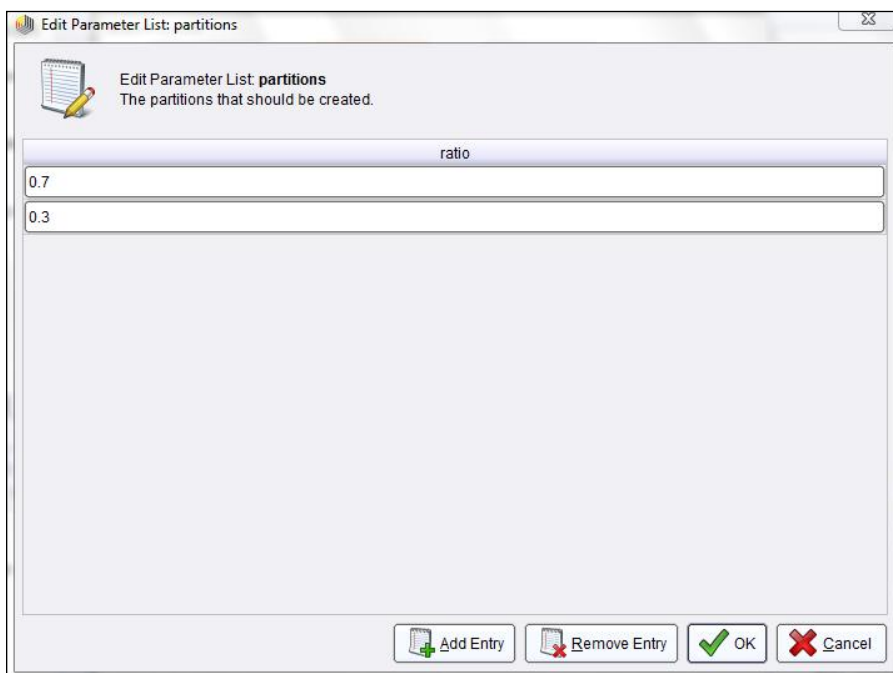 Edit Parameter List: partitions
Edit Parameter List: partitions
The partitions that should be created.
ratio
0.7
0.3
Add Entry
Remove Entry
OK
Cancel